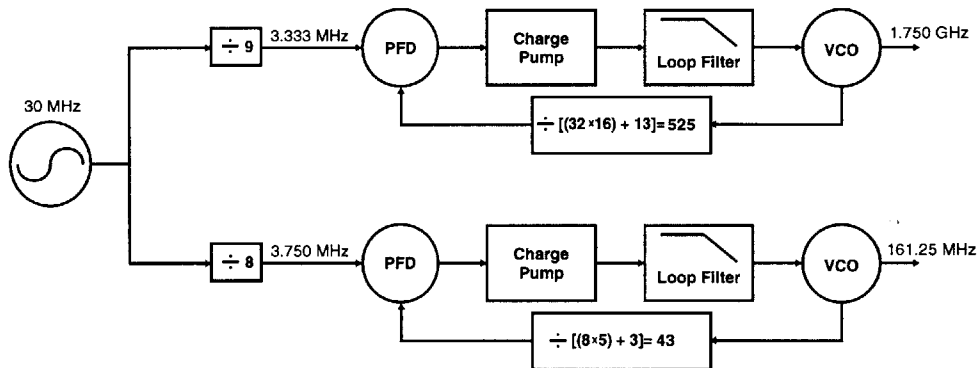 30 MHz
÷ 9
3.333 MHz
PFD
Charge
Pump
Loop Filter
VCO
1.750 GHz
÷ [(32×16) + 13]= 525
÷ 8
3.750 MHz
PFD
Charge
Pump
Loop Filter
VCO
161.25 MHz
÷ [(8×5) + 3]= 43